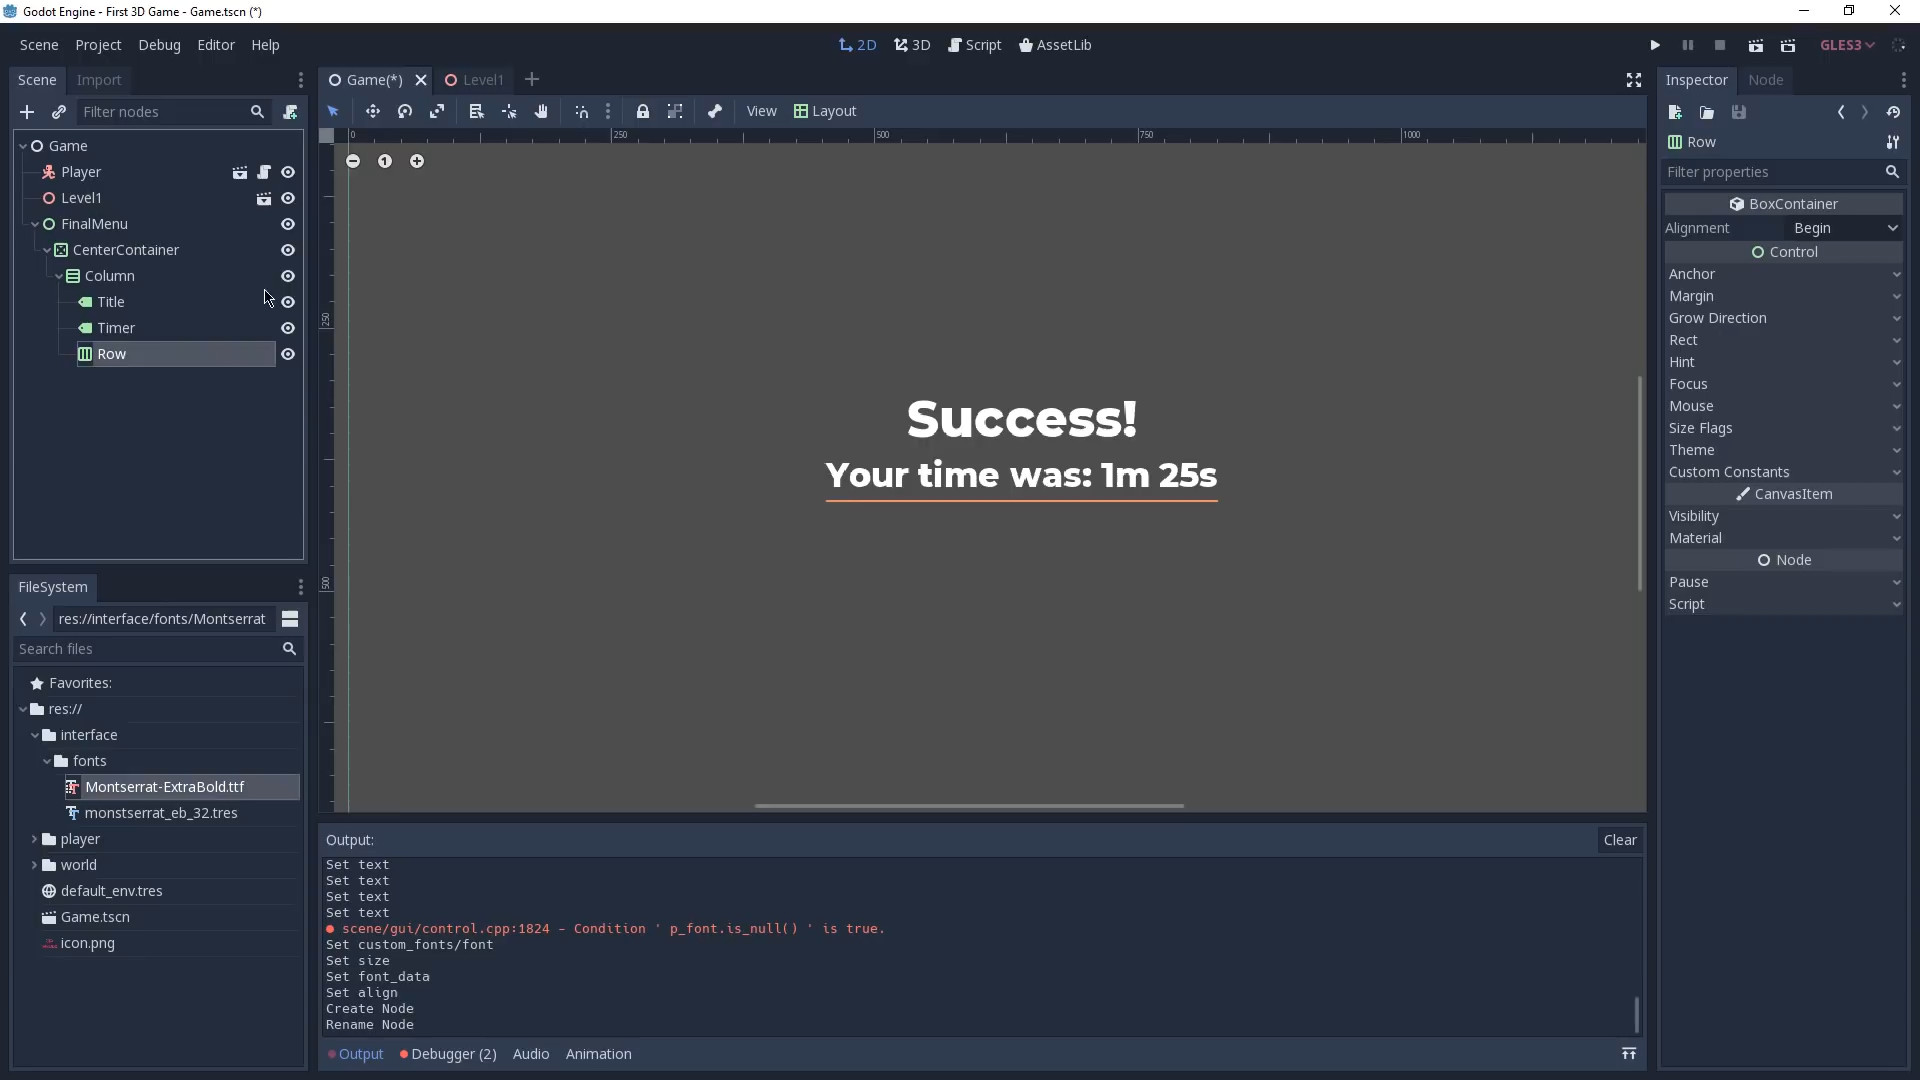 Godot Engine - First 3D Game - Game.tscn (*)
Scene Project Debug Editor Help
2D 3D Script AssetLib
GLES3
Scene Import
Filter nodes
Game
Player
Level1
FinalMenu
CenterContainer
Column
Title
Timer
Row
FileSystem
res://interface/fonts/Montserrat
Search files
Favorites:
res://
interface
fonts
Montserrat-ExtraBold.ttf
monstserrat_eb_32.tres
player
world
default_env.tres
Game.tscn
icon.png
Game(*) Level1
View Layout
0 250 500 750 1000
1
250
500
Success!
Your time was: 1m 25s
Output:
Clear
Set text
Set text
Set text
Set text
scene/gui/control.cpp:1824 - Condition ' p_font.is_null() ' is true.
Set custom_fonts/font
Set size
Set font_data
Set align
Create Node
Rename Node
Output Debugger (2) Audio Animation
Inspector Node
Row
Filter properties
BoxContainer
Alignment Begin
Control
Anchor
Margin
Grow Direction
Rect
Hint
Focus
Mouse
Size Flags
Theme
Custom Constants
CanvasItem
Visibility
Material
Node
Pause
Script